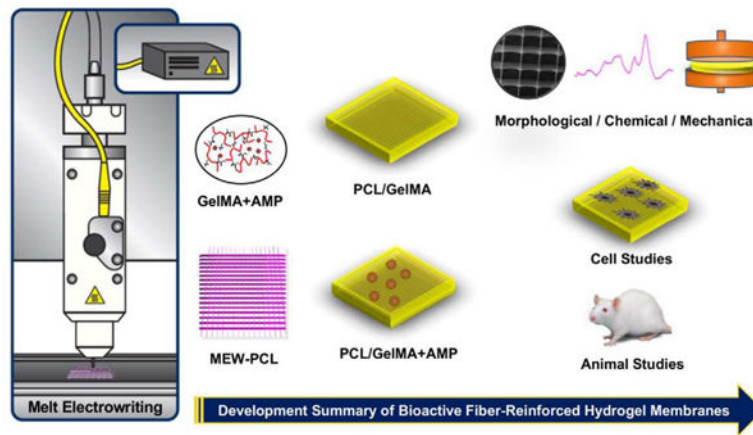 Morphological / Chemical / Mechanical
GelMA+AMP
PCL/GelMA
Cell Studies
MEW-PCL
PCL/GelMA+AMP
Animal Studies
Melt Electrowriting
Development Summary of Bioactive Fiber-Reinforced Hydrogel Membranes